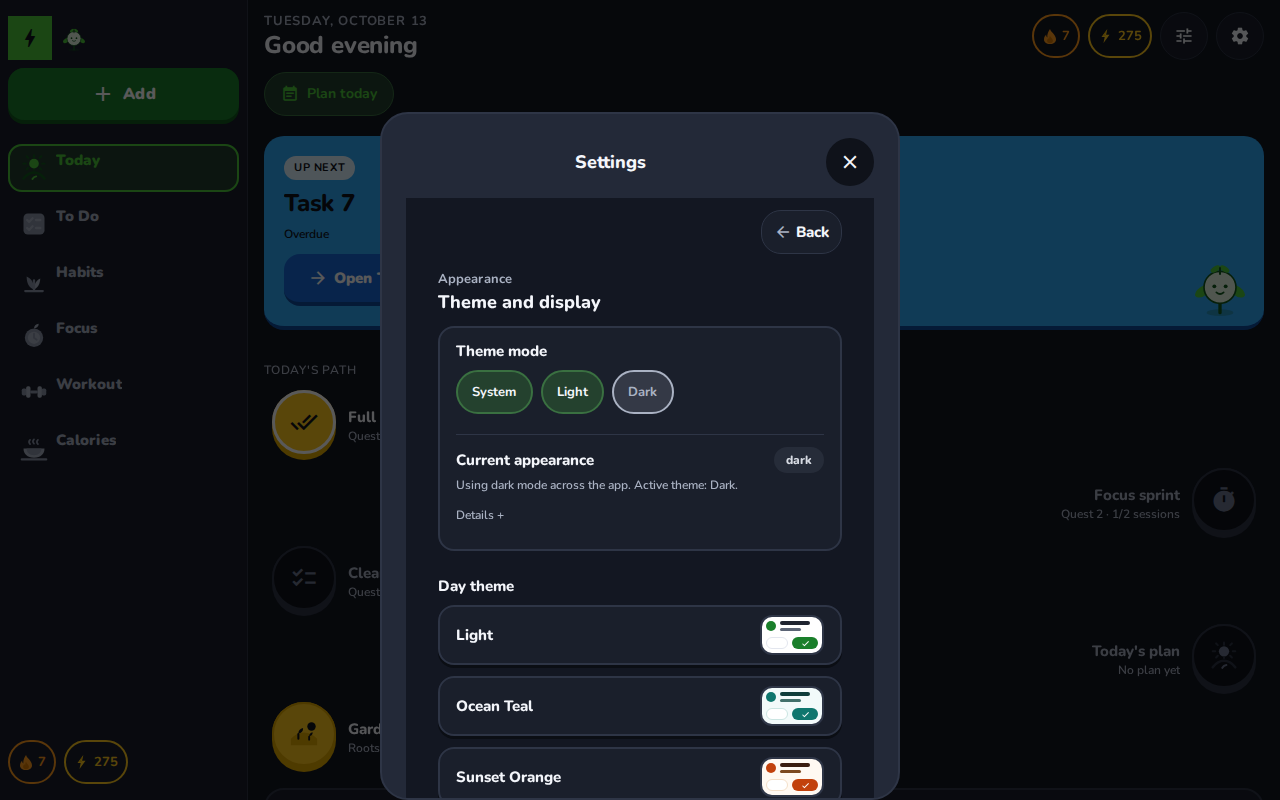 TUESDAY, OCTOBER 13
Good evening
7
275
Add
Plan today
Today
To Do
Habits
Focus
Workout
Calories
7
275
UP NEXT
Task 7
Overdue
Open
TODAY'S PATH
Full
Quest
Focus sprint
Quest 2 · 1/2 sessions
Quest
Today's plan
No plan yet
Roots
Settings
Back
Appearance
Theme and display
Theme mode
System
Light
Dark
Current appearance
dark
Using dark mode across the app. Active theme: Dark.
Details +
Day theme
Light
Ocean Teal
Sunset Orange